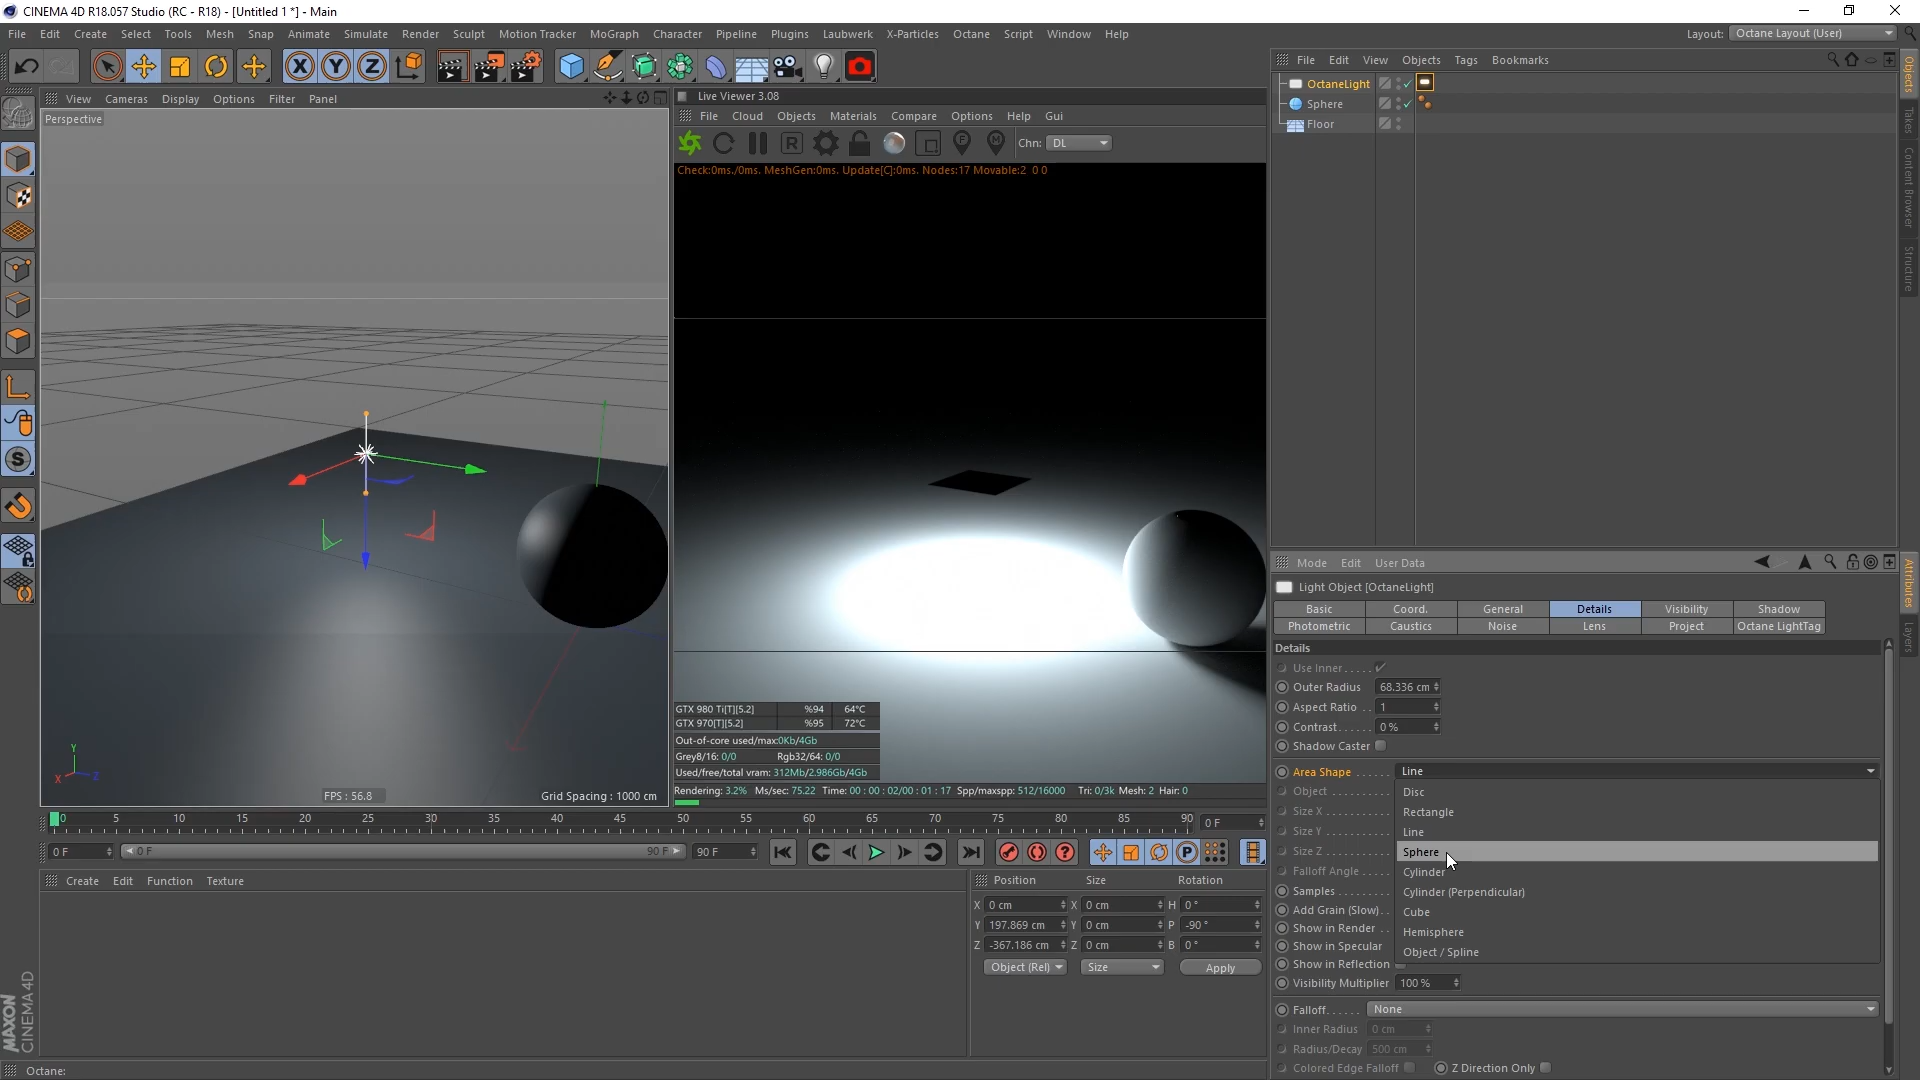 CINEMA 4D R18.057 Studio (RC - R18) - [Untitled 1 *] - Main
File Edit Create Select Tools Mesh Snap Animate Simulate Render Sculpt Motion Tracker MoGraph Character Pipeline Plugins Laubwerk X-Particles Octane Script Window Help
Layout: Octane Layout (User)
View Cameras Display Options Filter Panel
Perspective
FPS : 56.8
Grid Spacing : 1000 cm
Y
X
Z
Live Viewer 3.08
File Cloud Objects Materials Compare Options Help Gui
Chn: DL
Check:0ms./0ms. MeshGen:0ms. Update[C]:0ms. Nodes:17 Movable:2 0 0
GTX 980 Ti[T][5.2] %94 64°C
GTX 970[T][5.2] %95 72°C
Out-of-core used/max:0Kb/4Gb
Grey8/16: 0/0 Rgb32/64: 0/0
Used/free/total vram: 312Mb/2.986Gb/4Gb
Rendering: 3.2% Ms/sec: 75.22 Time: 00 : 00 : 02/00 : 01 : 17 Spp/maxspp: 512/16000 Tri: 0/3k Mesh: 2 Hair: 0
File Edit View Objects Tags Bookmarks
OctaneLight
Sphere
Floor
Objects
Takes
Content Browser
Structure
Mode Edit User Data
Light Object [OctaneLight]
Basic Coord. General Details Visibility Shadow
Photometric Caustics Noise Lens Project Octane LightTag
Attributes
Layers
Details
Use Inner
Outer Radius 68.336 cm
Aspect Ratio 1
Contrast 0 %
Shadow Caster
Area Shape Line
Object
Size X
Size Y
Size Z
Falloff Angle
Samples
Add Grain (Slow)
Show in Render
Show in Specular
Show in Reflection
Disc
Rectangle
Line
Sphere
Cylinder
Cylinder (Perpendicular)
Cube
Hemisphere
Object / Spline
Visibility Multiplier 100 %
Falloff None
Inner Radius 0 cm
Radius/Decay 500 cm
Colored Edge Falloff Z Direction Only
0 5 10 15 20 25 30 35 40 45 50 55 60 65 70 75 80 85 90 0 F
0 F 0 F 90 F 90 F
Create Edit Function Texture
Position Size Rotation
X 0 cm X 0 cm H 0 °
Y 197.869 cm Y 0 cm P -90 °
Z -367.186 cm Z 0 cm B 0 °
Object (Rel) Size Apply
MAXON
CINEMA 4D
Octane: